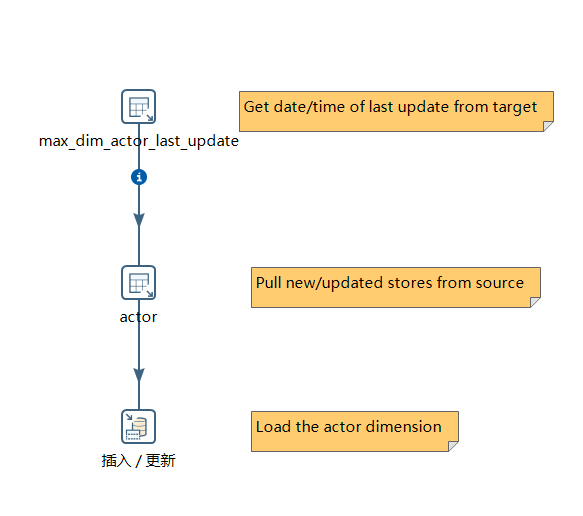 Get date/time of last update from target
max_dim_actor_last_update
i
Pull new/updated stores from source
actor
Load the actor dimension
插入 / 更新